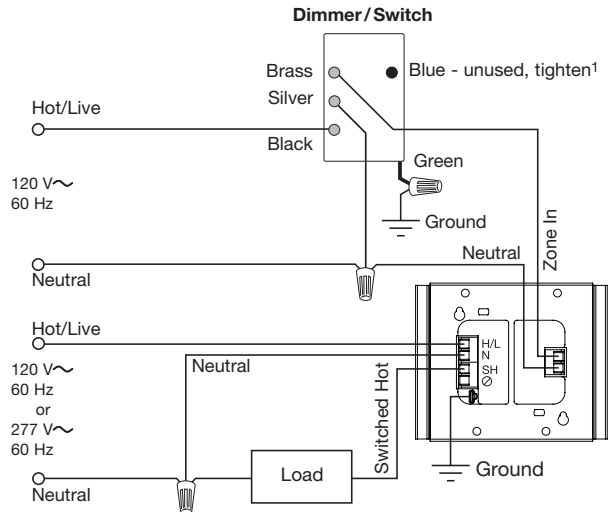 Dimmer/Switch
Brass
Blue - unused, tighten1
Silver
Hot/Live
Black
Green
120 V~
60 Hz
Ground
Zone In
Neutral
Neutral
Hot/Live
H/L
N
Neutral
SH
120 V~
60 Hz
or
277 V~
60 Hz
Switched Hot
Load
Ground
Neutral